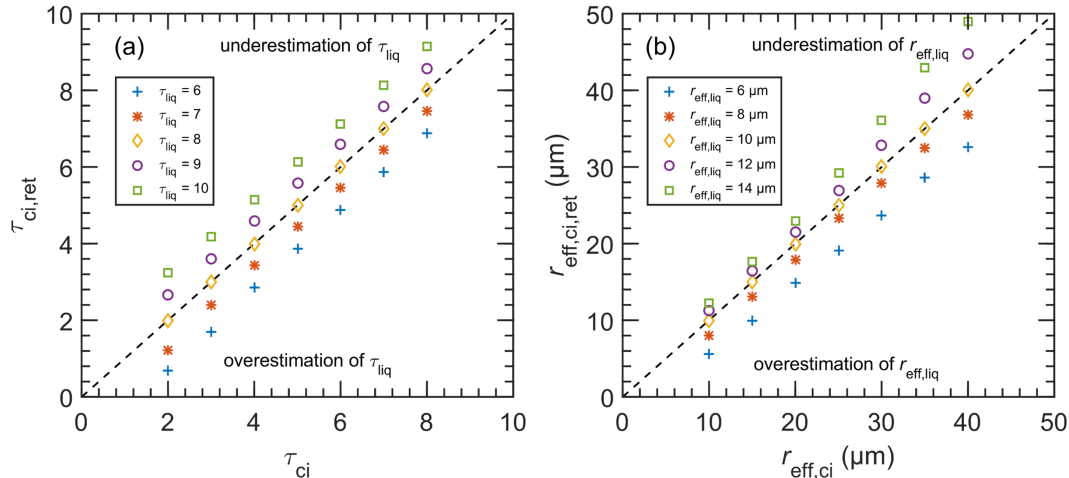 (a)
underestimation of τliq
τliq = 6
τliq = 7
τliq = 8
τliq = 9
τliq = 10
overestimation of τliq
10
8
6
4
2
0
0 2 4 6 8 10
τci,ret
τci
(b)
underestimation of reff,liq
reff,liq = 6 µm
reff,liq = 8 µm
reff,liq = 10 µm
reff,liq = 12 µm
reff,liq = 14 µm
overestimation of reff,liq
50
40
30
20
10
0
0 10 20 30 40 50
reff,ci,ret (µm)
reff,ci (µm)